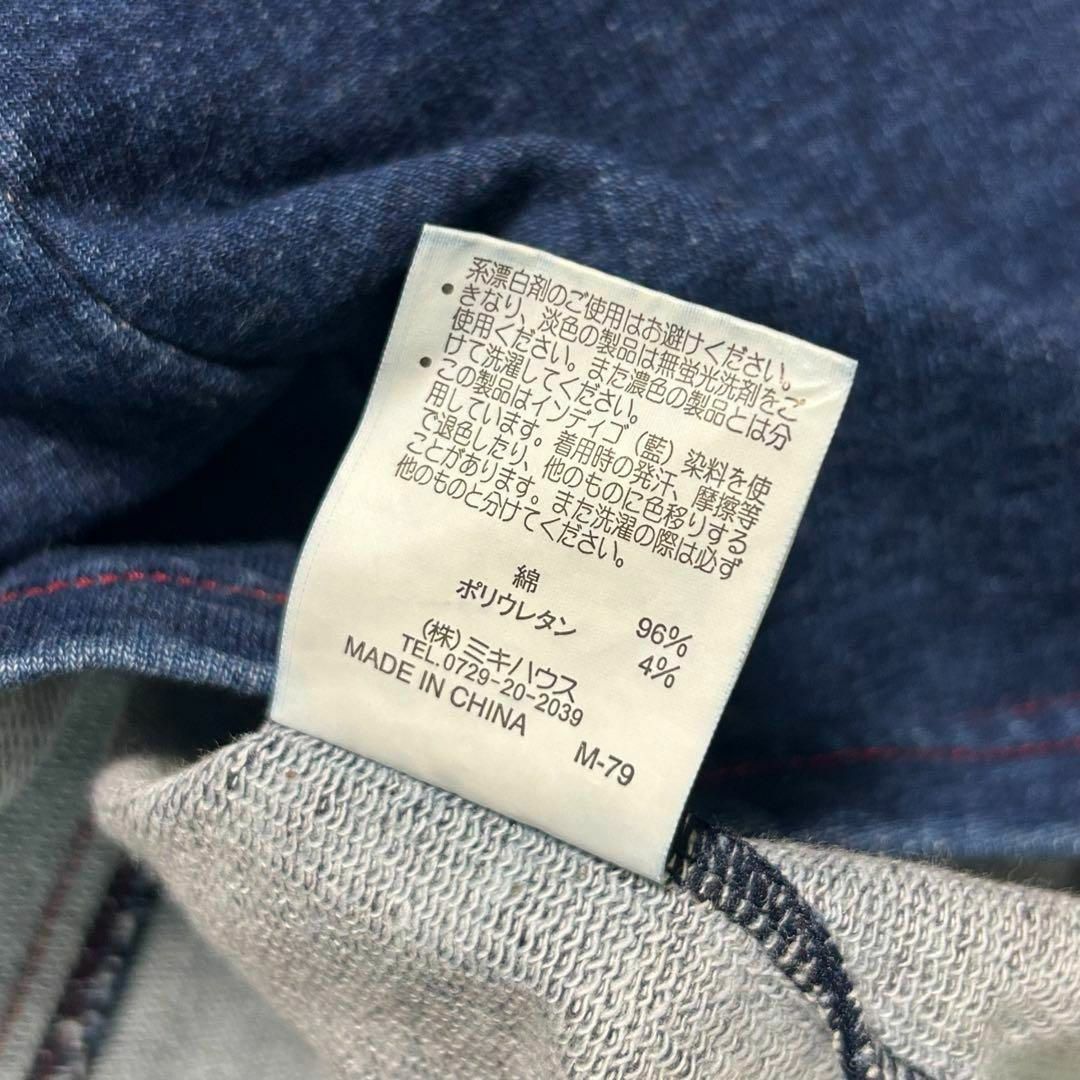 系漂白剤のご使用はお避けください。
• きなり、淡色の製品は無蛍光洗剤をご
使用ください。また濃色の製品とは分
けて洗濯してください。
• この製品はインディゴ(藍)染料を使
用しています。着用時の発汗、摩擦等
で退色したり、他のものに色移りする
ことがあります。また洗濯の際は必ず
他のものと分けてください。
綿 96%
ポリウレタン 4%
(株)ミキハウス
TEL.0729-20-2039
MADE IN CHINA
M-79